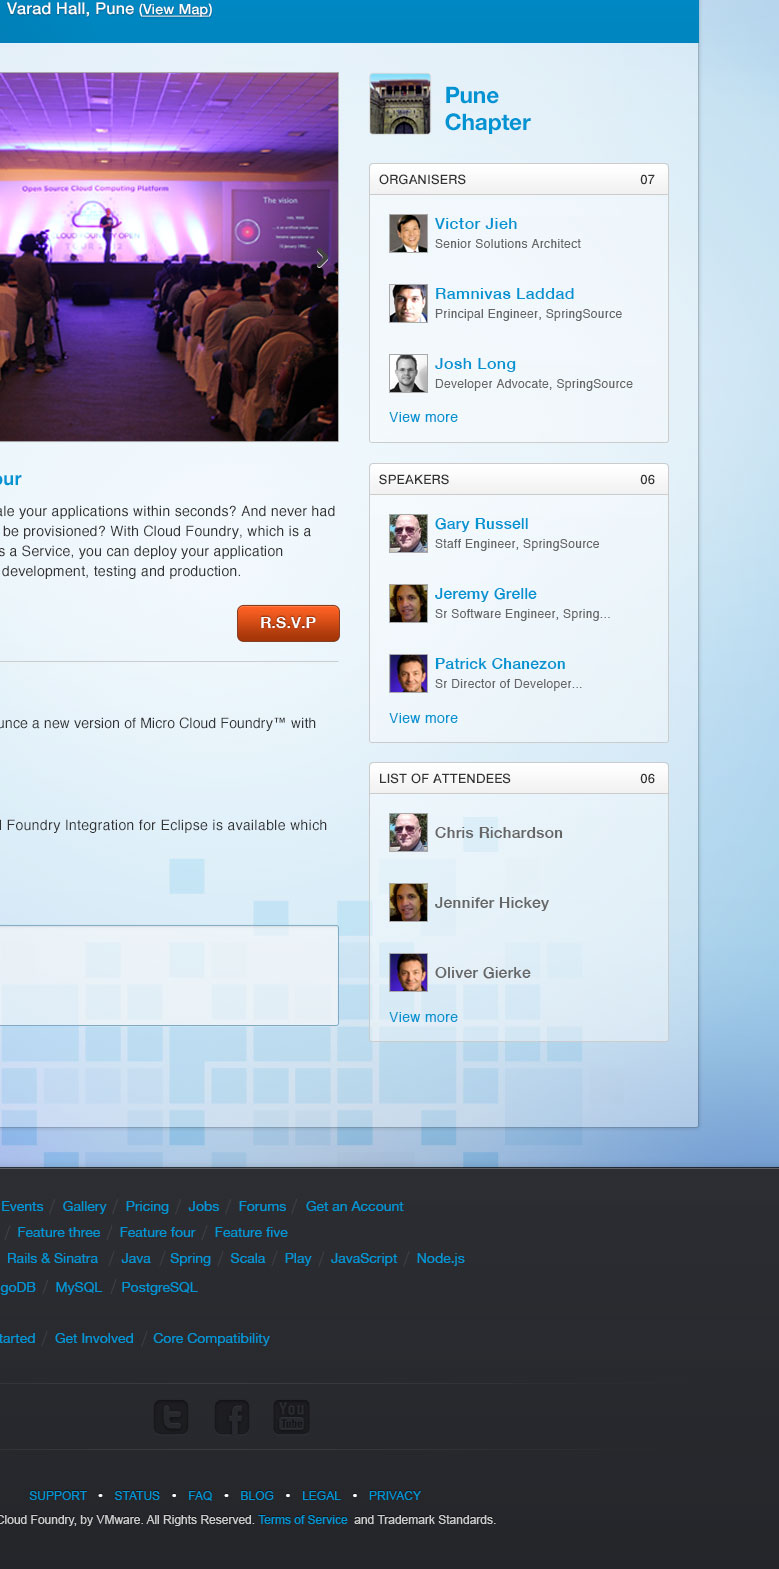 Varad Hall, Pune (View Map)
Open Source Cloud Computing Platform
The vision
CLOUD FOUNDRY OPEN
Pune
Chapter
ORGANISERS 07
Victor Jieh
Senior Solutions Architect
Ramnivas Laddad
Principal Engineer, SpringSource
Josh Long
Developer Advocate, SpringSource
View more
our
ale your applications within seconds? And never had
be provisioned? With Cloud Foundry, which is a
s a Service, you can deploy your application
development, testing and production.
R.S.V.P
unce a new version of Micro Cloud Foundry™ with
l Foundry Integration for Eclipse is available which
SPEAKERS 06
Gary Russell
Staff Engineer, SpringSource
Jeremy Grelle
Sr Software Engineer, Spring...
Patrick Chanezon
Sr Director of Developer...
View more
LIST OF ATTENDEES 06
Chris Richardson
Jennifer Hickey
Oliver Gierke
View more
Events / Gallery / Pricing / Jobs / Forums / Get an Account
/ Feature three / Feature four / Feature five
Rails & Sinatra / Java / Spring / Scala / Play / JavaScript / Node.js
goDB / MySQL / PostgreSQL
tarted / Get Involved / Core Compatibility
You
Tube
SUPPORT • STATUS • FAQ • BLOG • LEGAL • PRIVACY
Cloud Foundry, by VMware. All Rights Reserved. Terms of Service and Trademark Standards.